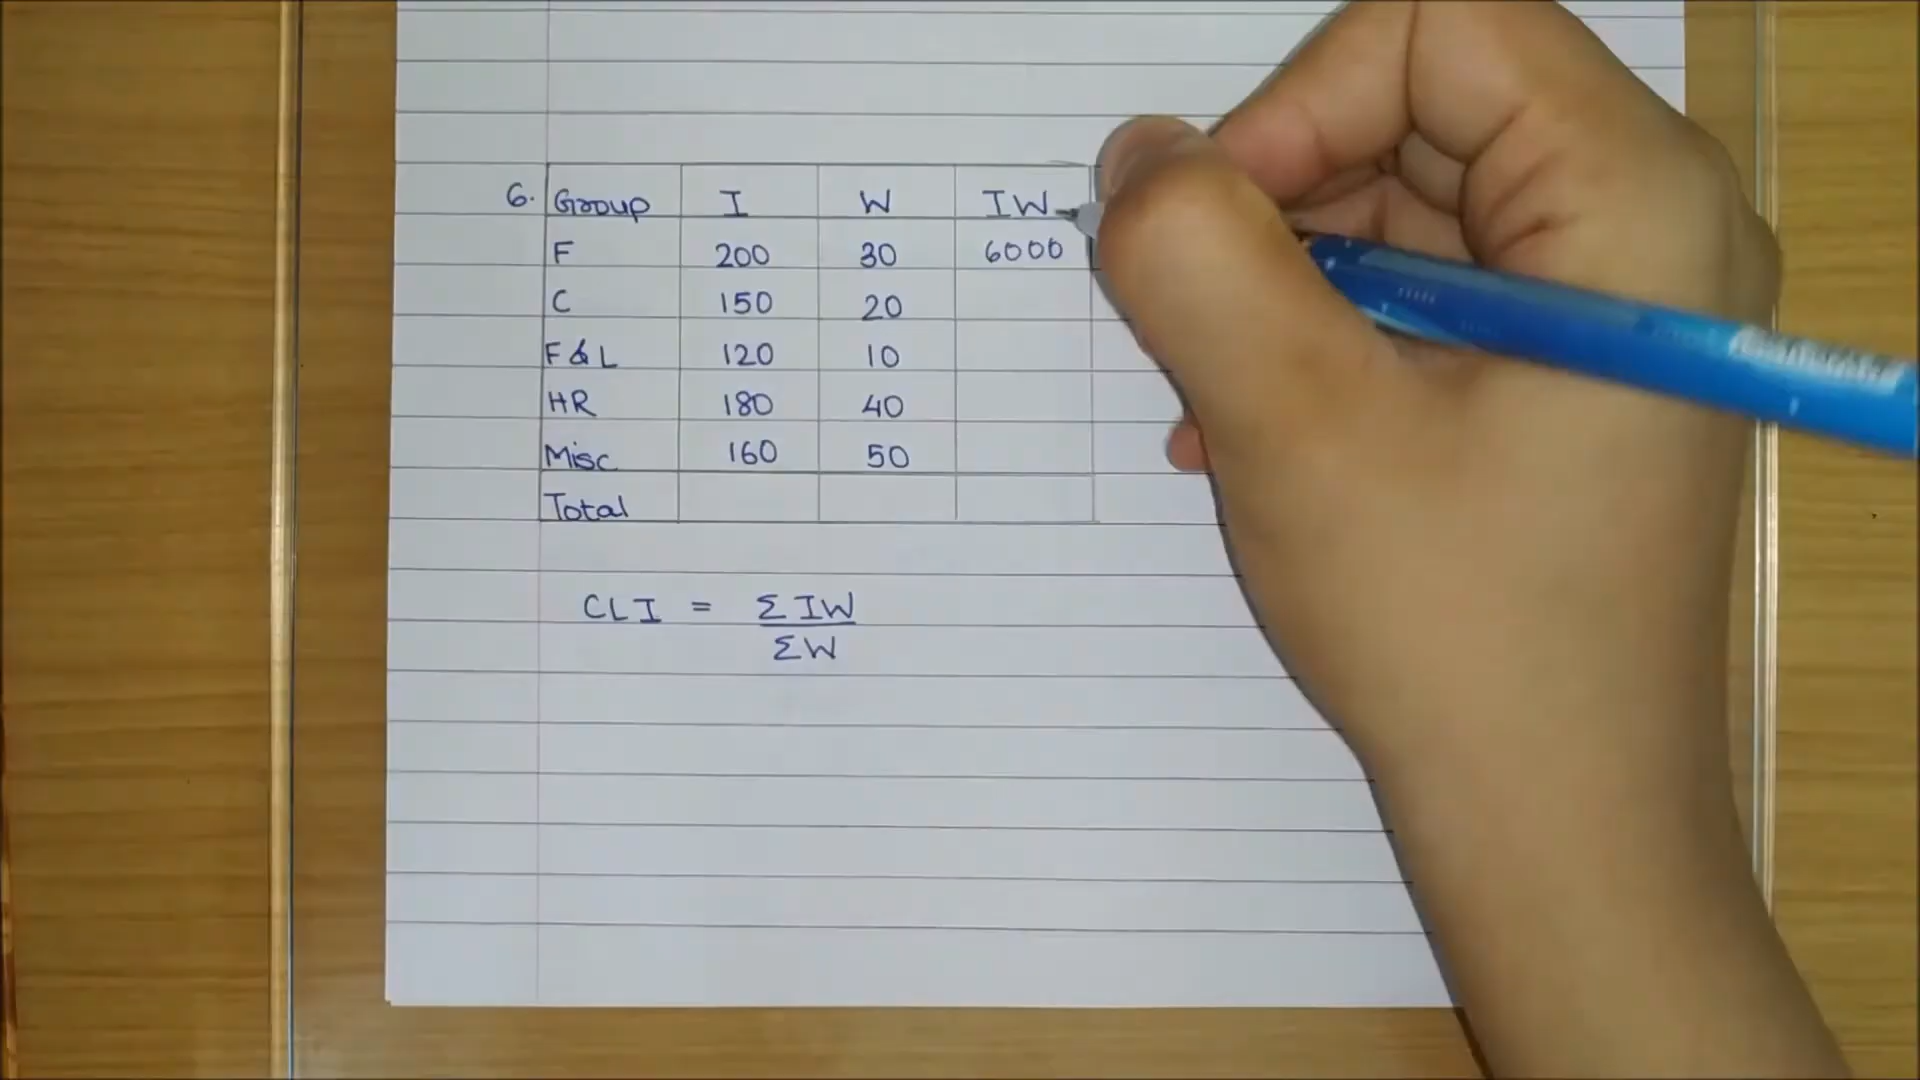 6. Group I W IW
F 200 30 6000
C 150 20
F & L 120 10
HR 180 40
Misc 160 50
Total
CLI = Σ IW
ΣW